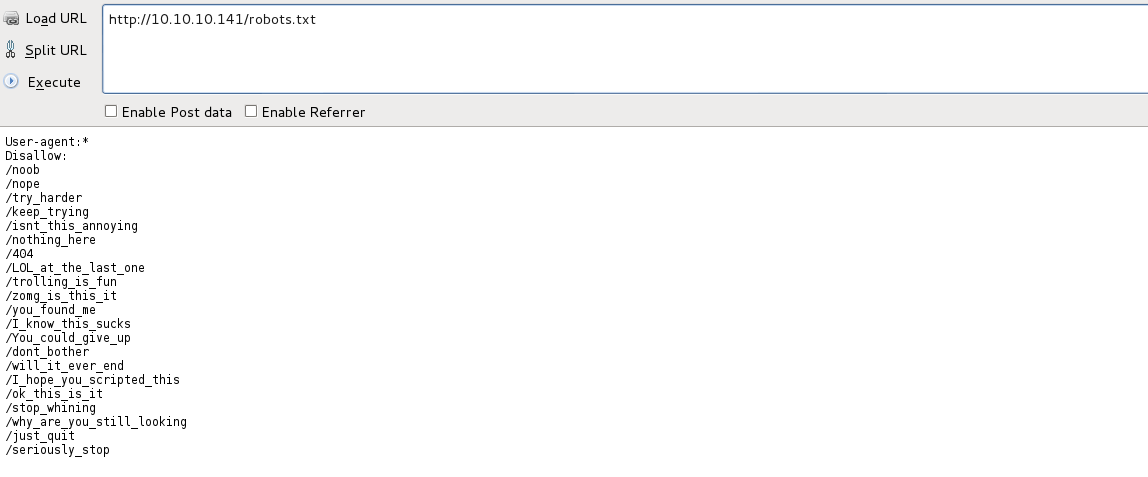 Load URL
http://10.10.10.141/robots.txt
Split URL
Execute
Enable Post data Enable Referrer
User-agent:*
Disallow:
/noob
/nope
/try_harder
/keep_trying
/isnt_this_annoying
/nothing_here
/404
/LOL_at_the_last_one
/trolling_is_fun
/zomg_is_this_it
/you_found_me
/I_know_this_sucks
/You_could_give_up
/dont_bother
/will_it_ever_end
/I_hope_you_scripted_this
/ok_this_is_it
/stop_whining
/why_are_you_still_looking
/just_quit
/seriously_stop